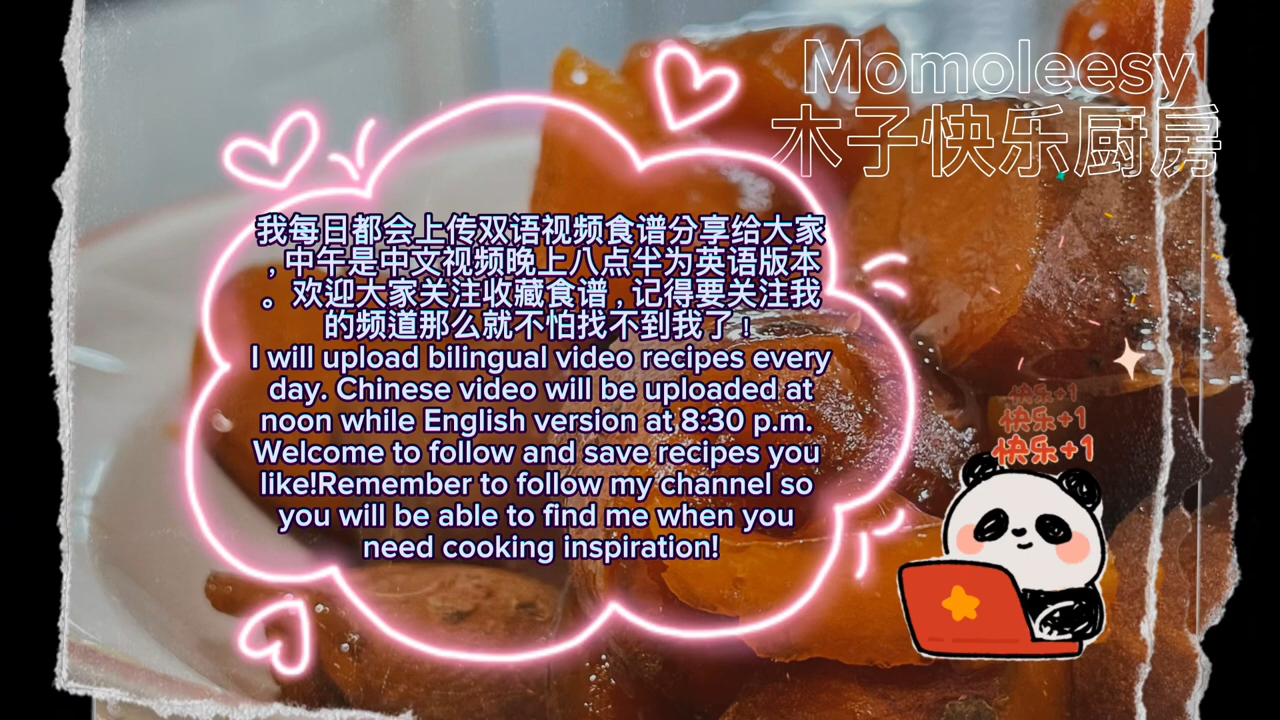 Momoleesy
木子快乐厨房
我每日都会上传双语视频食谱分享给大家
，中午是中文视频晚上八点半为英语版本
。欢迎大家关注收藏食谱，记得要关注我
的频道那么就不怕找不到我了！
I will upload bilingual video recipes every
day. Chinese video will be uploaded at
noon while English version at 8:30 p.m.
Welcome to follow and save recipes you
like!Remember to follow my channel so
you will be able to find me when you
need cooking inspiration!
快乐+1
快乐+1
快乐+1